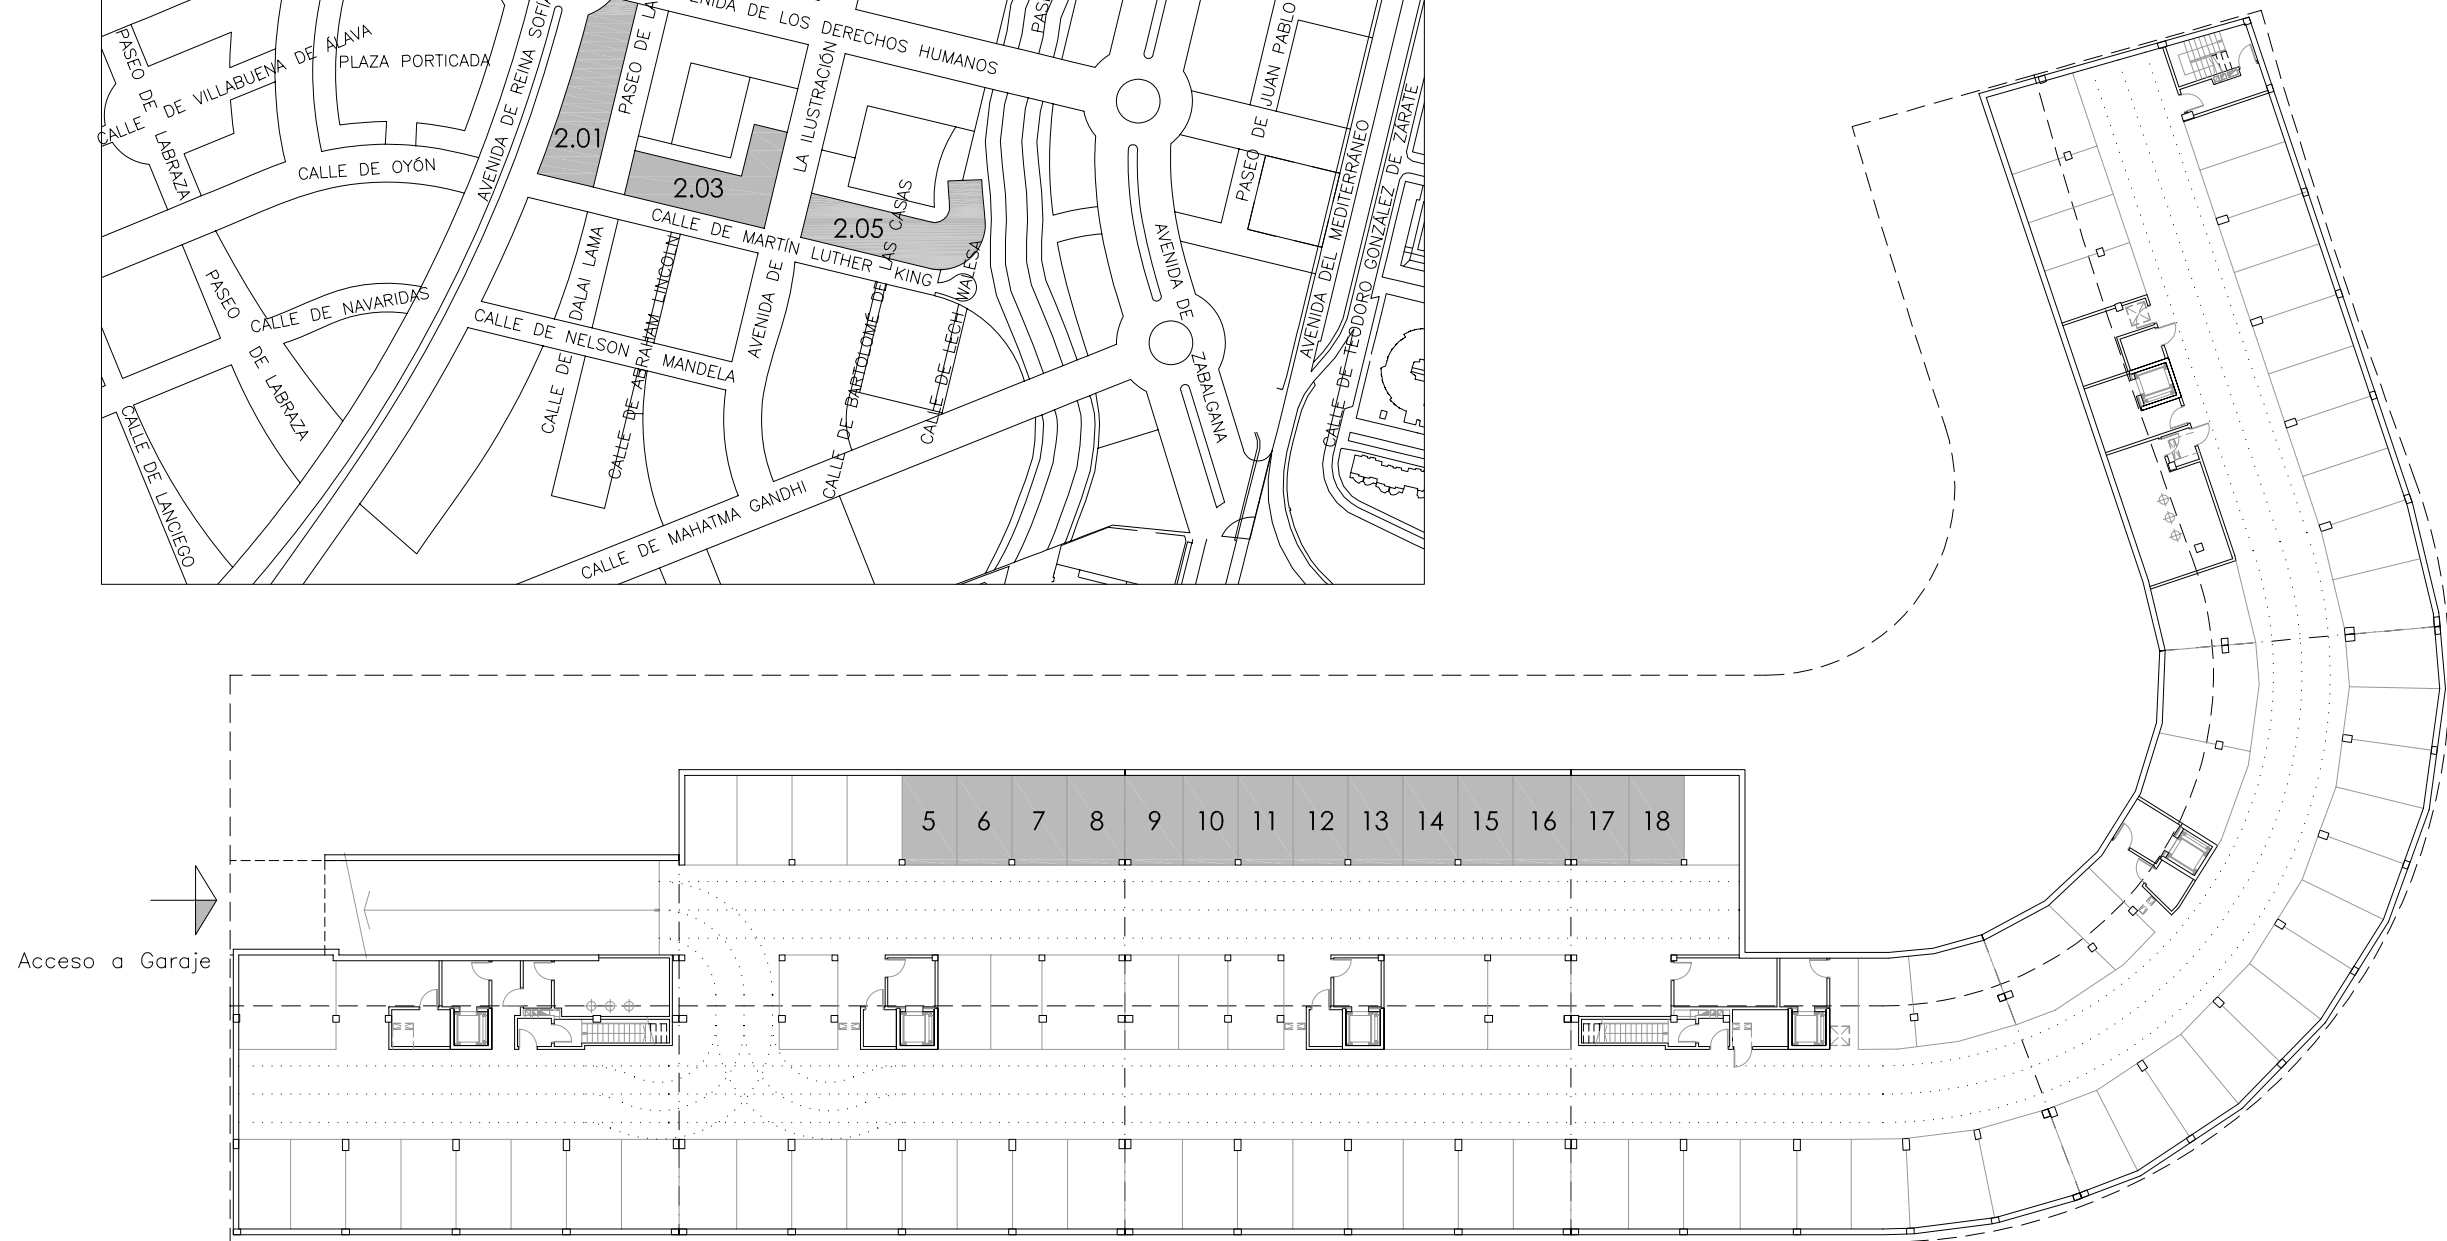 PASEO DE LABRAZA
CALLE DE VILLABUENA DE ÁLAVA
PLAZA PORTICADA
AVENIDA DE REINA SOFÍA
PASEO DE LA
ENIDA DE LOS DERECHOS HUMANOS
LA ILUSTRACIÓN
PASEO DE JUAN PABLO
CALLE DE OYÓN
2.01
2.03
2.05
CALLE DE MARTÍN LUTHER KING
PASEO DE LABRAZA
CALLE DE NAVARIDAS
CALLE DE DALAI LAMA
CALLE DE ABRAHAM LINCOLN
AVENIDA DE
CALLE DE NELSON MANDELA
CALLE DE BARTOLOMÉ DE LAS CASAS
CALLE DE LECH WALESA
AVENIDA DE ZABALGANA
AVENIDA DEL MEDITERRÁNEO
CALLE DE TEODORO GONZÁLEZ DE ZÁRATE
CALLE DE LANCIEGO
CALLE DE MAHATMA GANDHI
5 6 7 8 9 10 11 12 13 14 15 16 17 18
Acceso a Garaje